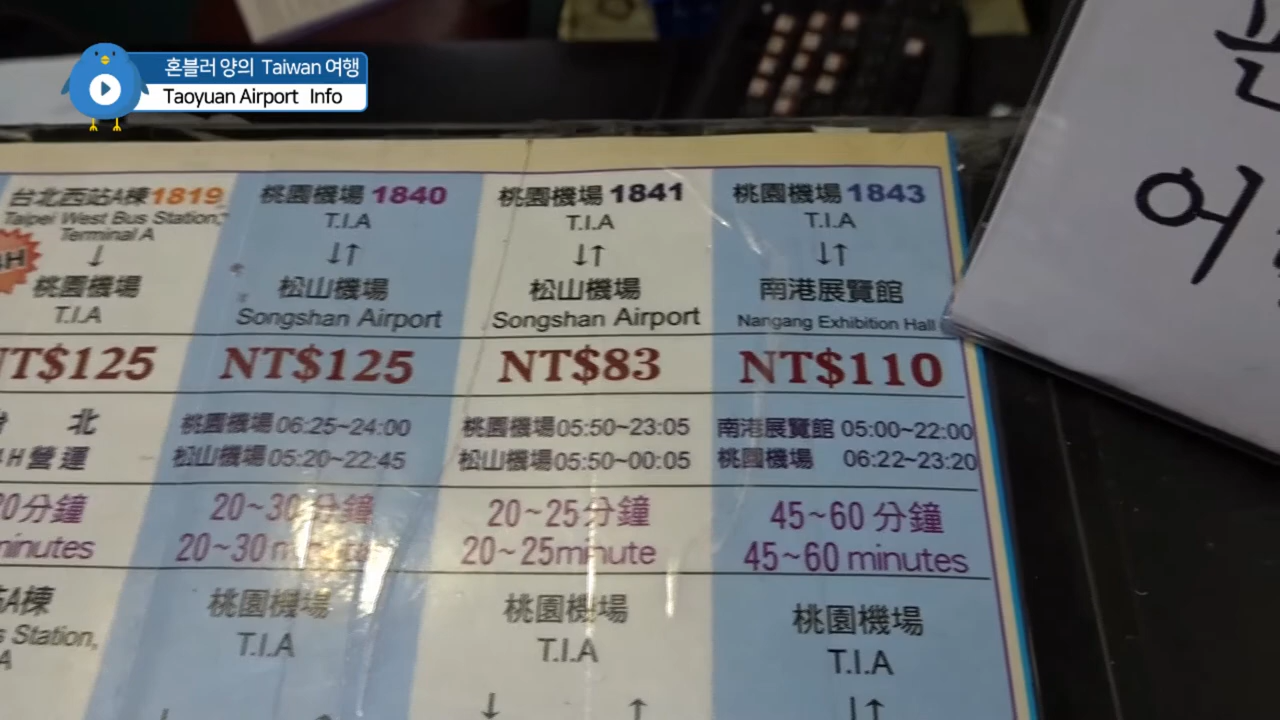 혼블러 양의 Taiwan 여행
Taoyuan Airport Info
台北西站A棟 1819
Taipei West Bus Station,
Terminal A
↓
桃園機場
T.I.A
NT$125
北
H營運
0分鐘
minutes
A棟
Station,
A
桃園機場 1840
T.I.A
↓↑
松山機場
Songshan Airport
NT$125
桃園機場 06:25~24:00
松山機場 05:20~22:45
20~30分鐘
20~30minute
桃園機場
T.I.A
桃園機場 1841
T.I.A
↓↑
松山機場
Songshan Airport
NT$83
桃園機場 05:50~23:05
松山機場 05:50~00:05
20~25分鐘
20~25minute
桃園機場
T.I.A
↓ ↑
桃園機場 1843
T.I.A
↓↑
南港展覽館
Nangang Exhibition Hall
NT$110
南港展覽館 05:00~22:00
桃園機場 06:22~23:20
45~60 分鐘
45~60 minutes
桃園機場
T.I.A
↓↑